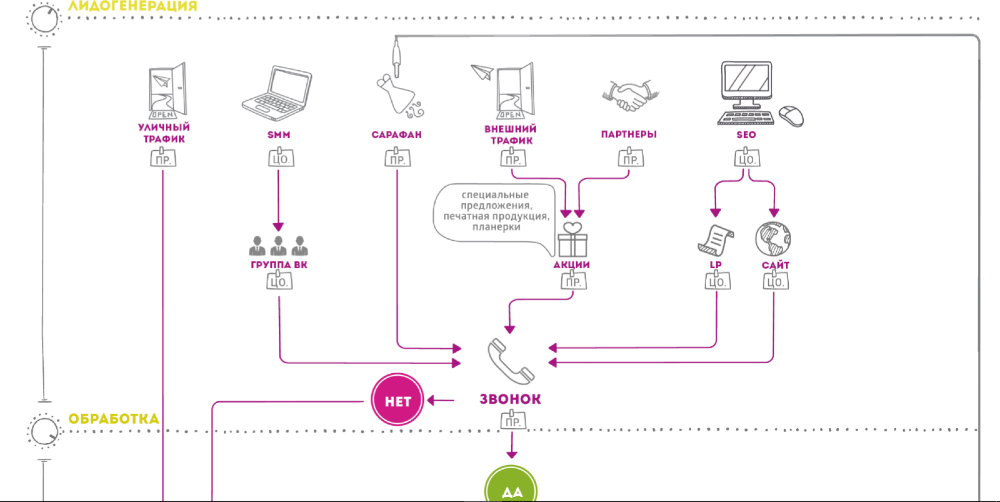 ЛИДОГЕНЕРАЦИЯ
OPEN
УЛИЧНЫЙ
ТРАФИК
ПР.
SMM
ЦО.
САРАФАН
ПР.
OPEN
ВНЕШНИЙ
ТРАФИК
ПР.
ПАРТНЕРЫ
ПР.
SEO
ЦО.
специальные
предложения,
печатная продукция,
планерки
ГРУППА ВК
ЦО.
АКЦИИ
ПР.
LP
ЦО.
САЙТ
ЦО.
НЕТ
ЗВОНОК
ПР.
ОБРАБОТКА
ДА